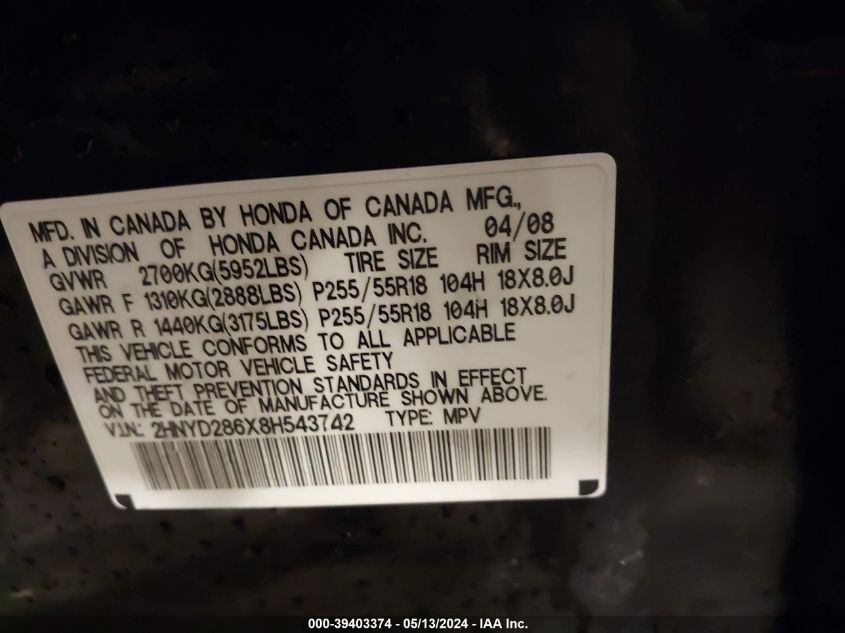 MFD. IN CANADA BY HONDA OF CANADA MFG.,
A DIVISION OF HONDA CANADA INC. 04/08
GVWR 2700KG(5952LBS) TIRE SIZE RIM SIZE
GAWR F 1310KG(2888LBS) P255/55R18 104H 18X8.0J
GAWR R 1440KG(3175LBS) P255/55R18 104H 18X8.0J
THIS VEHICLE CONFORMS TO ALL APPLICABLE
FEDERAL MOTOR VEHICLE SAFETY
AND THEFT PREVENTION STANDARDS IN EFFECT
ON THE DATE OF MANUFACTURE SHOWN ABOVE.
V.I.N: 2HNYD286X8H543742 TYPE: MPV
000-39403374 - 05/13/2024 - IAA Inc.